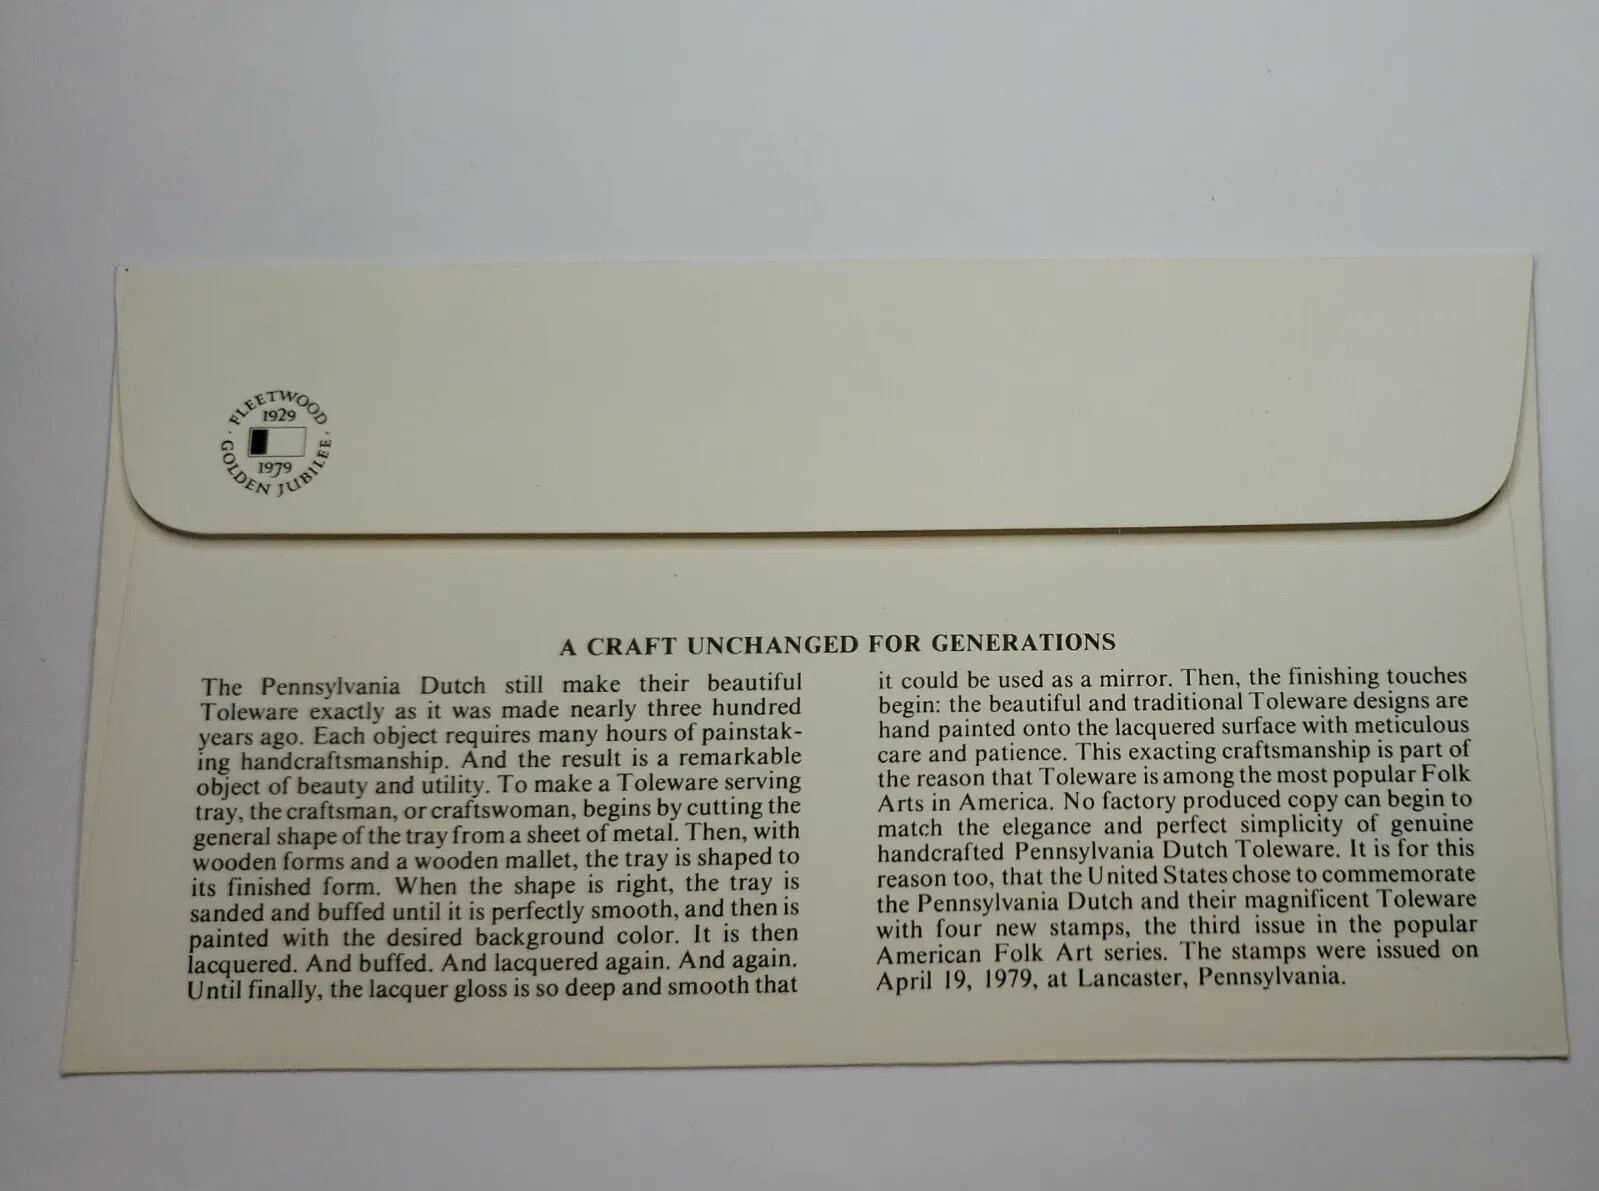 FLEETWOOD
1929
1979
GOLDEN JUBILEE
A CRAFT UNCHANGED FOR GENERATIONS
The Pennsylvania Dutch still make their beautiful
Toleware exactly as it was made nearly three hundred
years ago. Each object requires many hours of painstak-
ing handcraftsmanship. And the result is a remarkable
object of beauty and utility. To make a Toleware serving
tray, the craftsman, or craftswoman, begins by cutting the
general shape of the tray from a sheet of metal. Then, with
wooden forms and a wooden mallet, the tray is shaped to
its finished form. When the shape is right, the tray is
sanded and buffed until it is perfectly smooth, and then is
painted with the desired background color. It is then
lacquered. And buffed. And lacquered again. And again.
Until finally, the lacquer gloss is so deep and smooth that
it could be used as a mirror. Then, the finishing touches
begin: the beautiful and traditional Toleware designs are
hand painted onto the lacquered surface with meticulous
care and patience. This exacting craftsmanship is part of
the reason that Toleware is among the most popular Folk
Arts in America. No factory produced copy can begin to
match the elegance and perfect simplicity of genuine
handcrafted Pennsylvania Dutch Toleware. It is for this
reason too, that the United States chose to commemorate
the Pennsylvania Dutch and their magnificent Toleware
with four new stamps, the third issue in the popular
American Folk Art series. The stamps were issued on
April 19, 1979, at Lancaster, Pennsylvania.